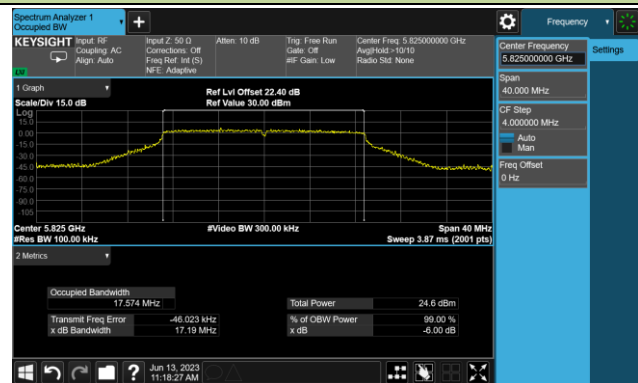 Spectrum Analyzer 1
Occupied BW
Frequency
KEYSIGHT
Input: RF
Coupling: AC
Align: Auto
Input Z: 50 Ω
Corrections: Off
Freq Ref: Int (S)
NFE: Adaptive
Atten: 10 dB
Trig: Free Run
Gate: Off
#IF Gain: Low
Center Freq: 5.825000000 GHz
Avg|Hold:>10/10
Radio Std: None
Center Frequency
5.825000000 GHz
Settings
Span
40.000 MHz
CF Step
4.000000 MHz
Auto
Man
Freq Offset
0 Hz
1 Graph
Scale/Div 15.0 dB
Ref Lvl Offset 22.40 dB
Ref Value 30.00 dBm
Log
15.0
0.00
-15.0
-30.0
-45.0
-60.0
-75.0
-90.0
-105
Center 5.825 GHz
#Res BW 100.00 kHz
#Video BW 300.00 kHz
Span 40 MHz
Sweep 3.87 ms (2001 pts)
2 Metrics
Occupied Bandwidth
17.574 MHz
Total Power
24.6 dBm
Transmit Freq Error
-46.023 kHz
% of OBW Power
99.00 %
x dB Bandwidth
17.19 MHz
x dB
-6.00 dB
?
Jun 13, 2023
11:18:27 AM